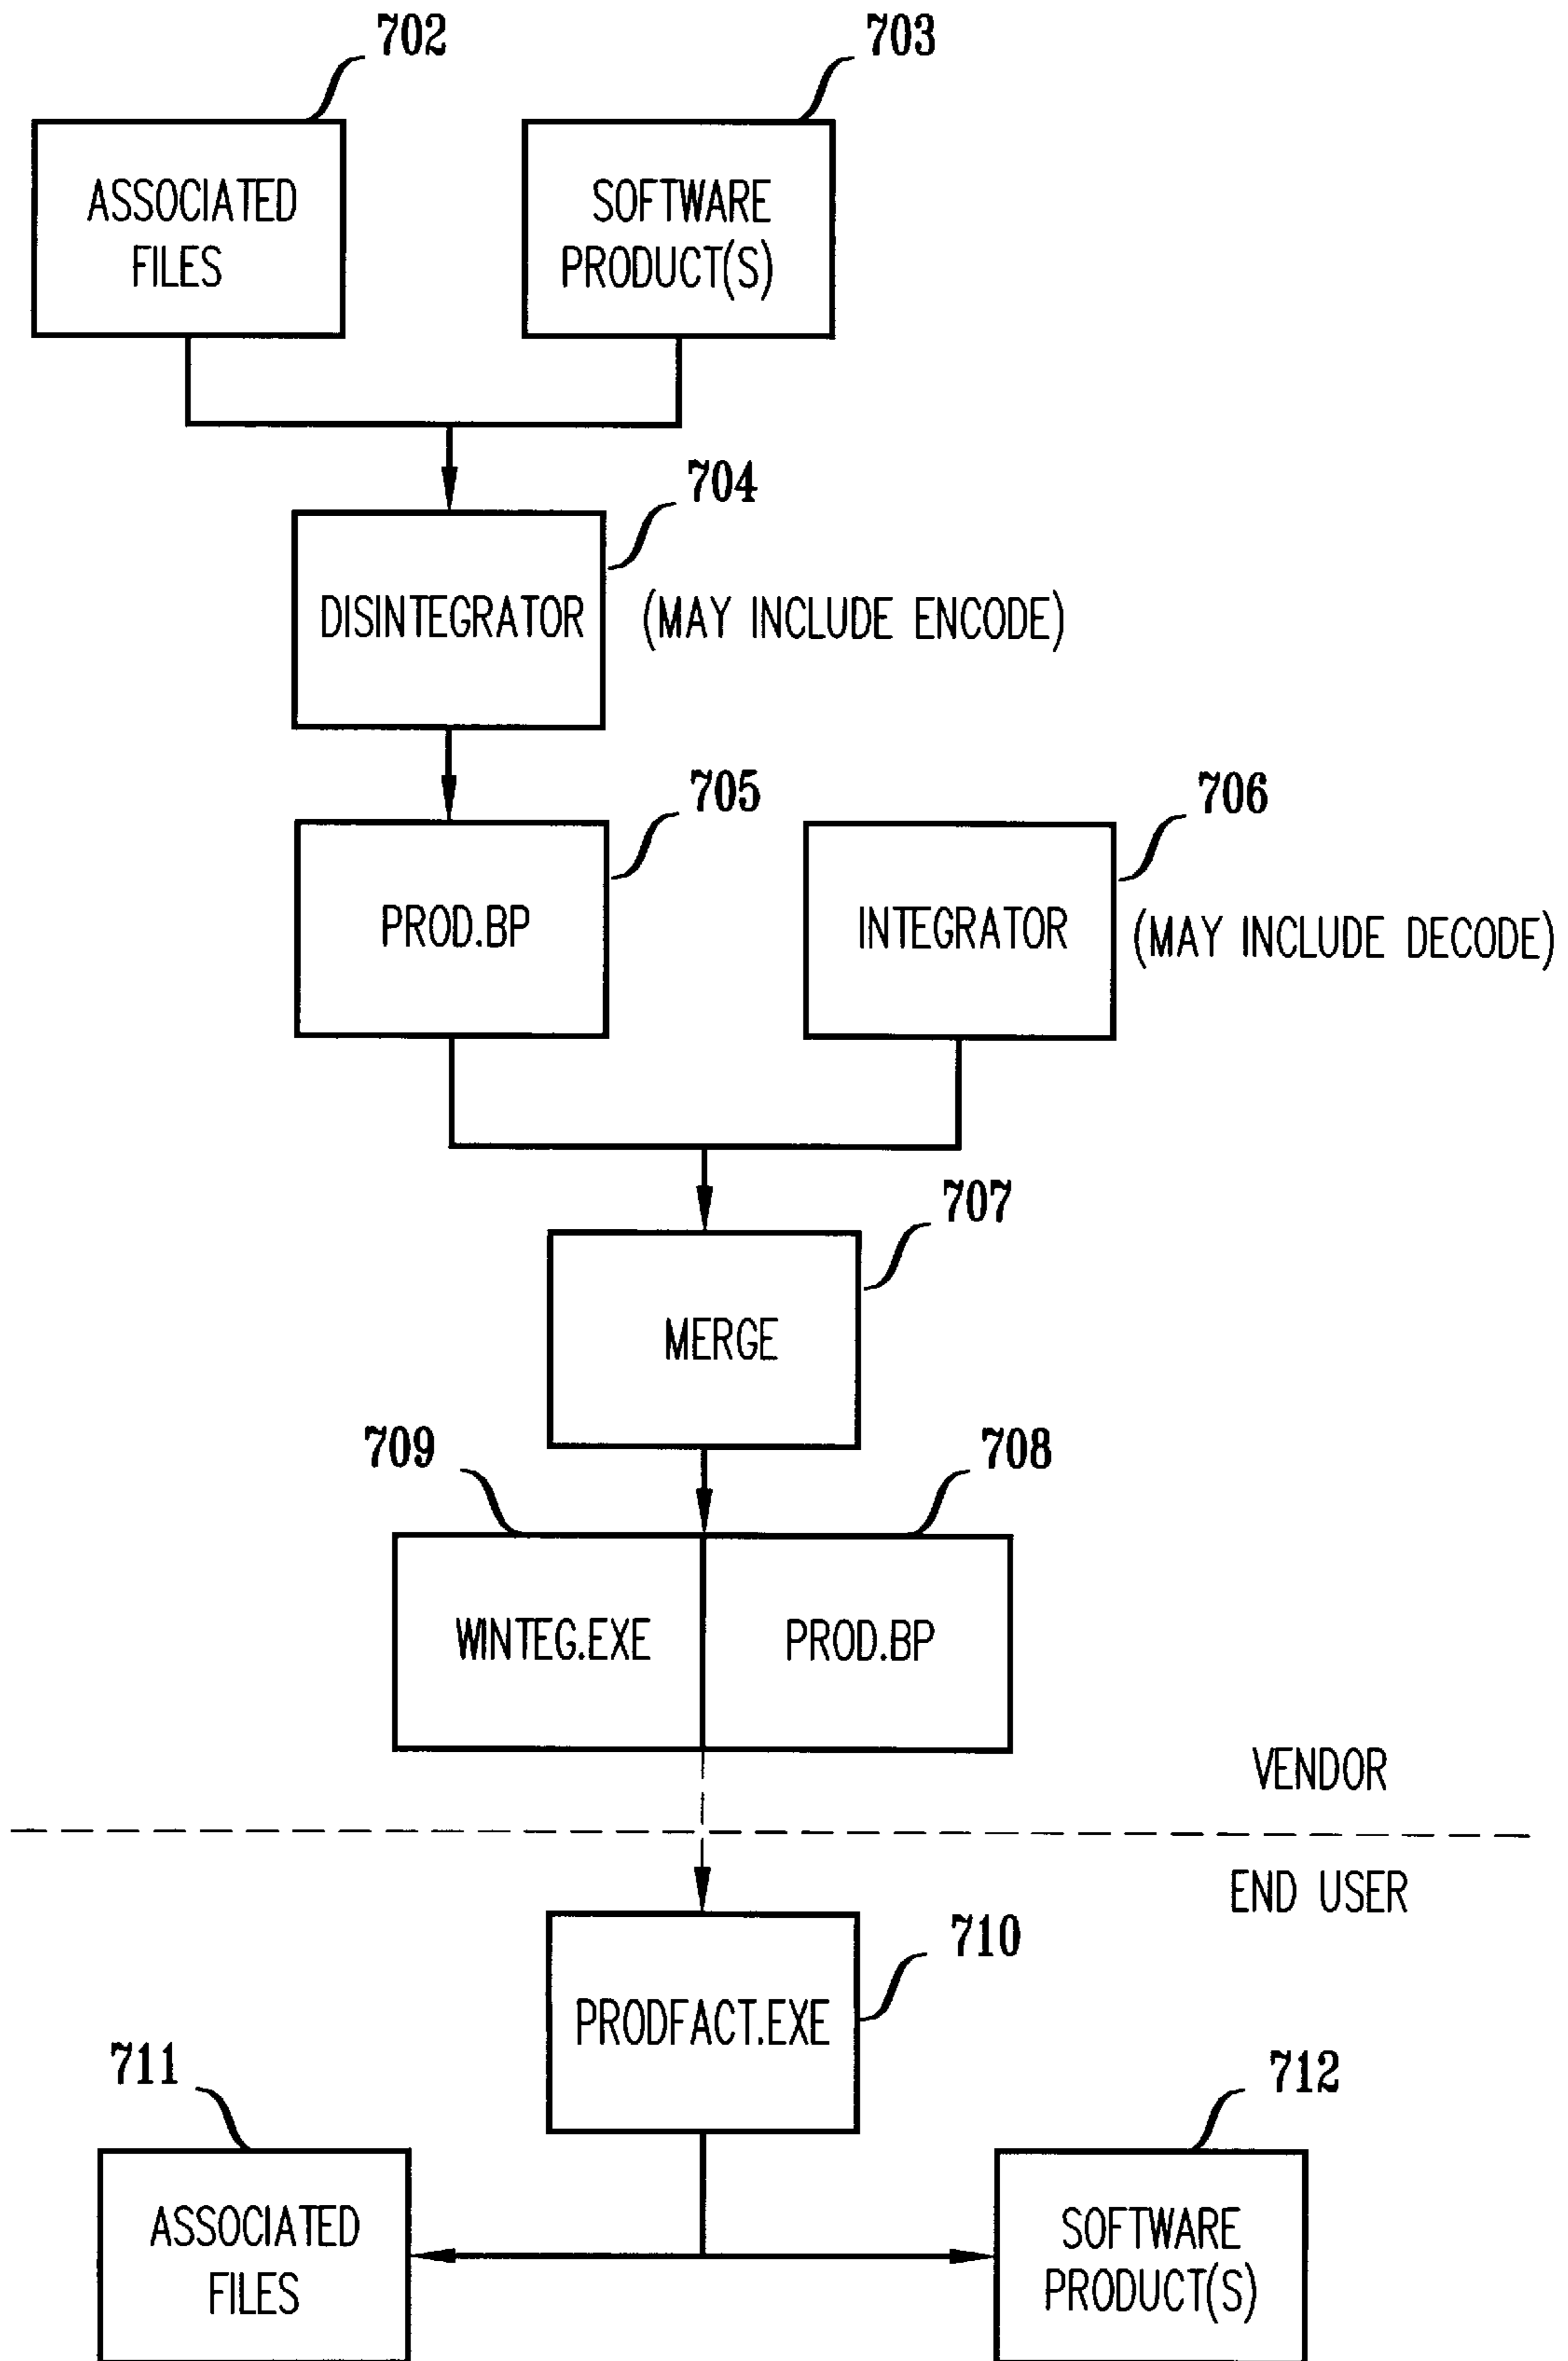 702
703
ASSOCIATED
FILES
SOFTWARE
PRODUCT(S)
704
DISINTEGRATOR
(MAY INCLUDE ENCODE)
705
706
PROD.BP
INTEGRATOR
(MAY INCLUDE DECODE)
707
MERGE
709
708
WINTEG.EXE
PROD.BP
VENDOR
END USER
710
PRODFACT.EXE
711
712
ASSOCIATED
FILES
SOFTWARE
PRODUCT(S)